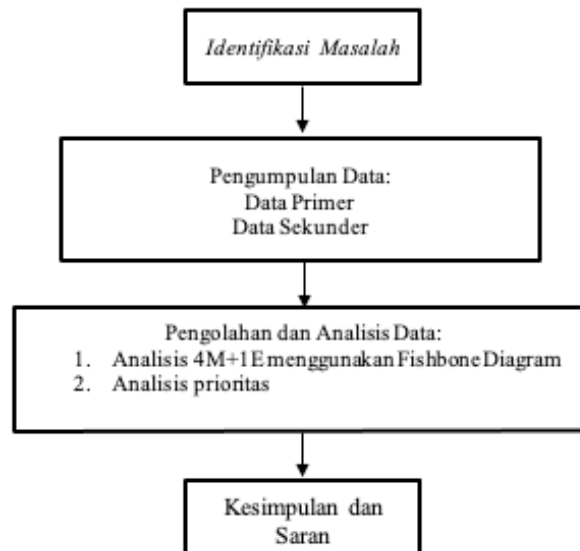 Identifikasi Masalah
Pengumpulan Data:
Data Primer
Data Sekunder
Pengolahan dan Analisis Data:
1. Analisis 4M+1E menggunakan Fishbone Diagram
2. Analisis prioritas
Kesimpulan dan
Saran